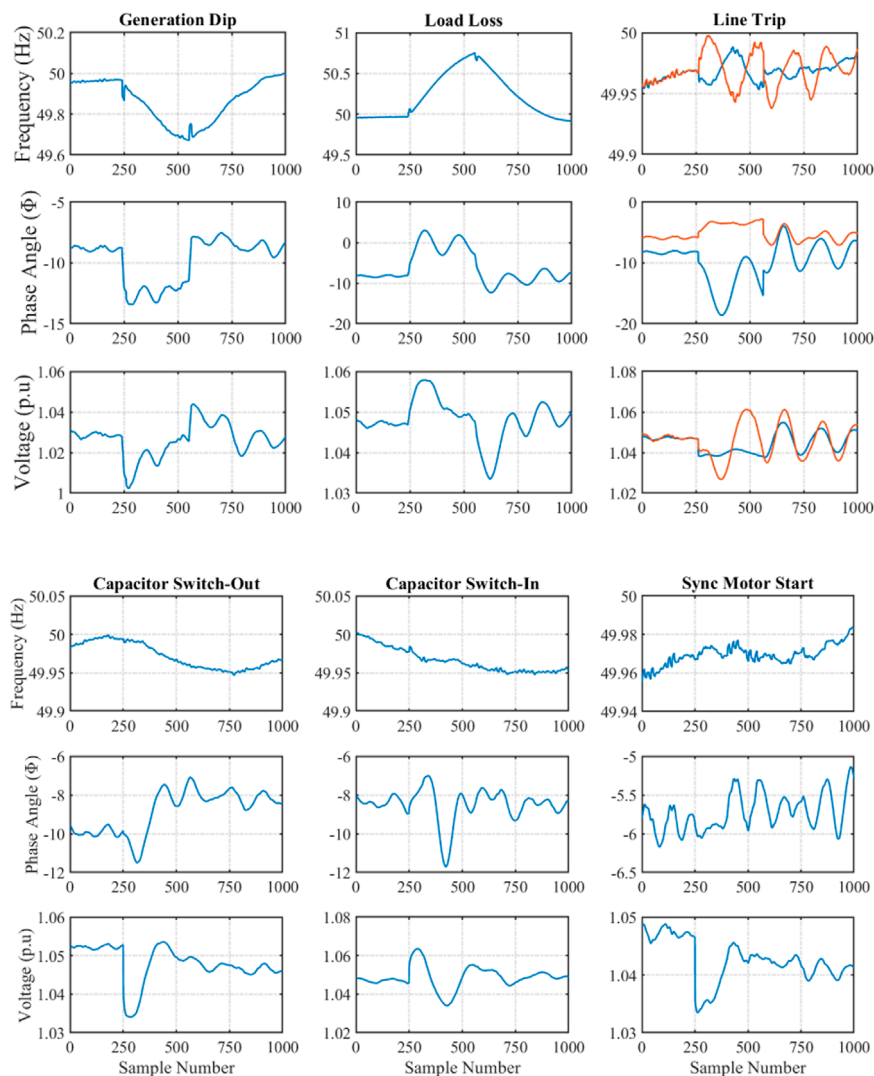 Generation Dip Load Loss Line Trip
Frequency (Hz)
50.2 51 50
50 50.5 49.95
49.8 50
49.6 49.5 49.9
0 250 500 750 1000 0 250 500 750 1000 0 250 500 750 1000
Phase Angle (Φ)
-5 10 0
-10 0 -10
-10
-15 -20 -20
0 250 500 750 1000 0 250 500 750 1000 0 250 500 750 1000
Voltage (p.u)
1.06 1.06 1.08
1.04 1.05 1.06
1.02 1.04 1.04
1 1.03 1.02
0 250 500 750 1000 0 250 500 750 1000 0 250 500 750 1000
Capacitor Switch-Out Capacitor Switch-In Sync Motor Start
Frequency (Hz)
50.05 50.05 50
50 50 49.98
49.95 49.95 49.96
49.9 49.9 49.94
0 250 500 750 1000 0 250 500 750 1000 0 250 500 750 1000
Phase Angle (Φ)
-6 -6 -5
-8 -8 -5.5
-10 -10 -6
-12 -12 -6.5
0 250 500 750 1000 0 250 500 750 1000 0 250 500 750 1000
Voltage (p.u)
1.06 1.08 1.05
1.05 1.06 1.04
1.04 1.04
1.03 1.02 1.03
0 250 500 750 1000 0 250 500 750 1000 0 250 500 750 1000
Sample Number Sample Number Sample Number